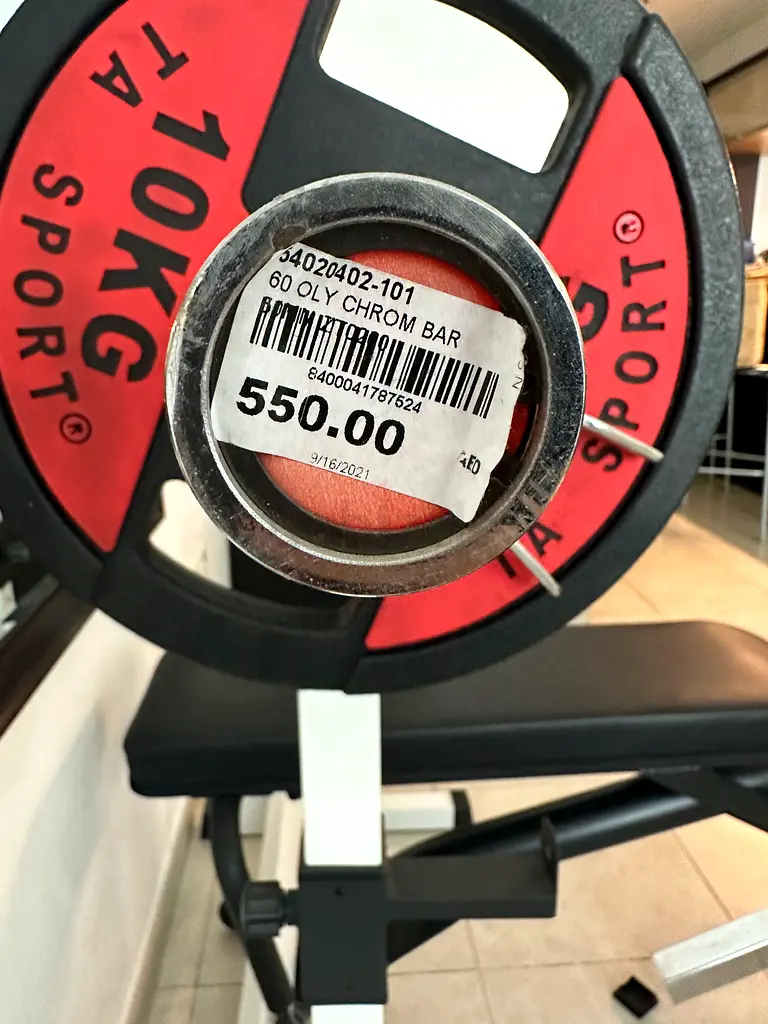 TA
10KG
SPORT®
54020402-101
60 OLY CHROM BAR
8400041787524
550.00
AED
9/16/2021
SPORT®
TA